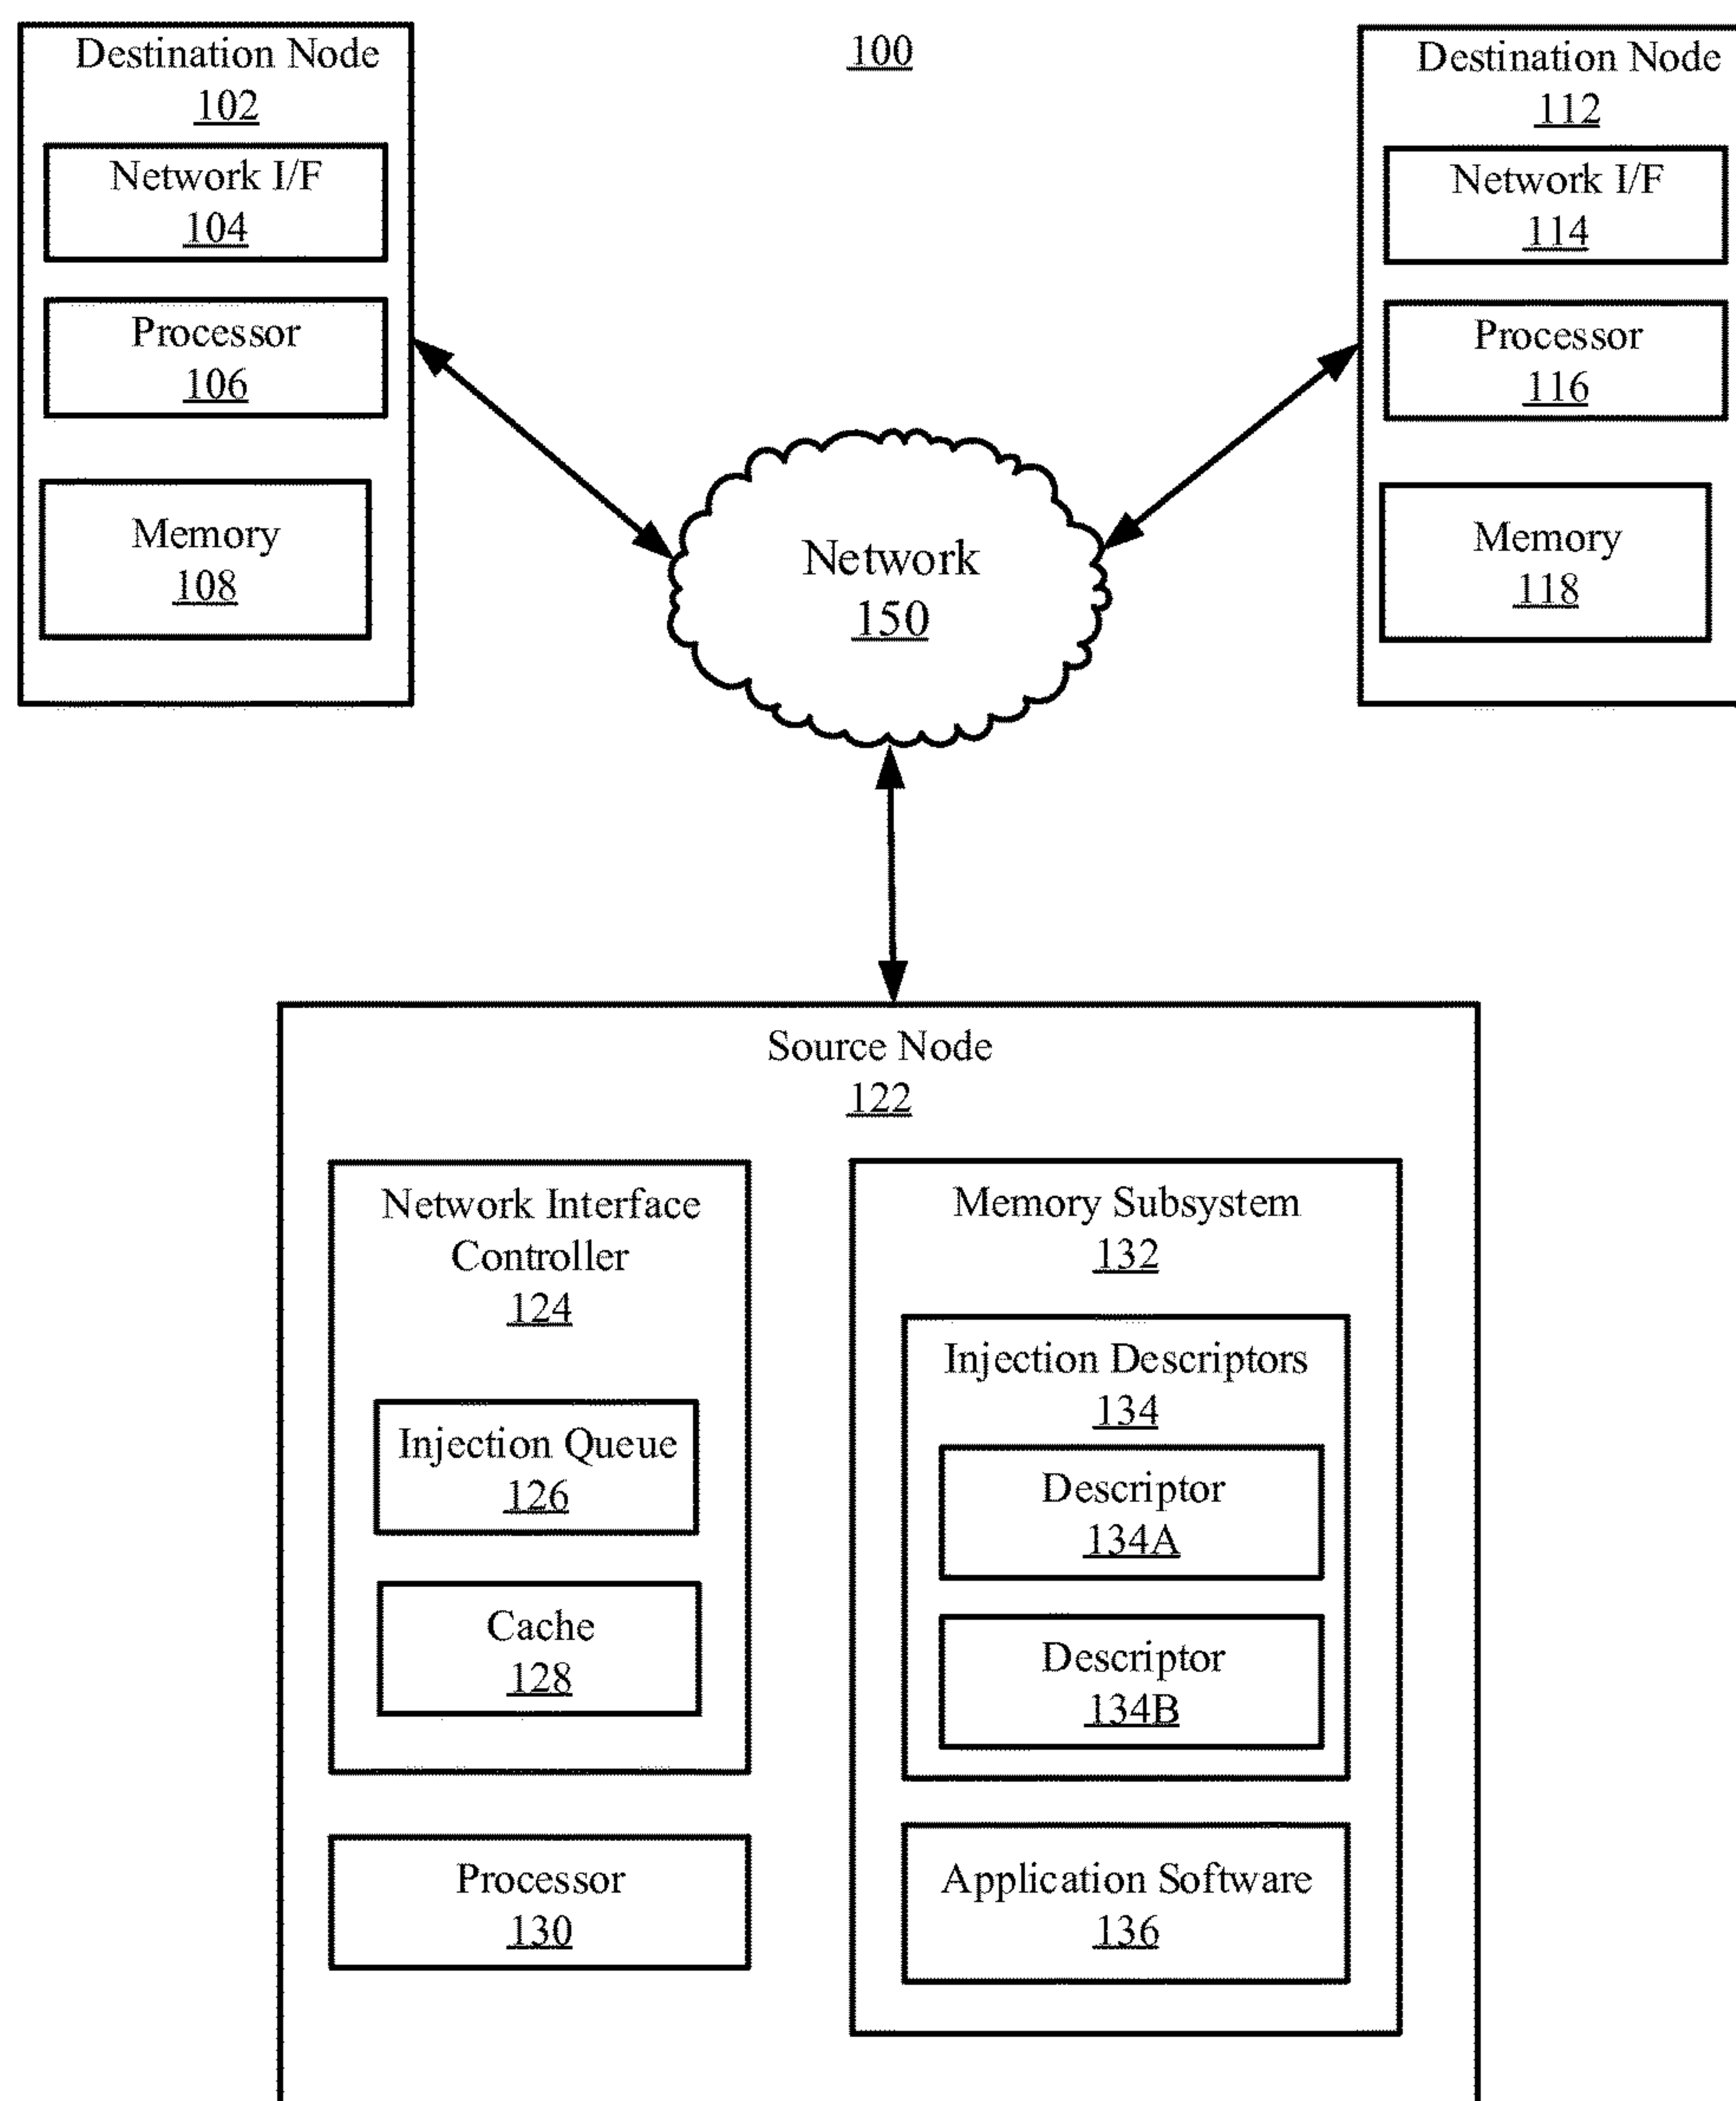 100
Destination Node
102
Network I/F
104
Processor
106
Memory
108
Destination Node
112
Network I/F
114
Processor
116
Memory
118
Network
150
Source Node
122
Network Interface
Controller
124
Injection Queue
126
Cache
128
Processor
130
Memory Subsystem
132
Injection Descriptors
134
Descriptor
134A
Descriptor
134B
Application Software
136